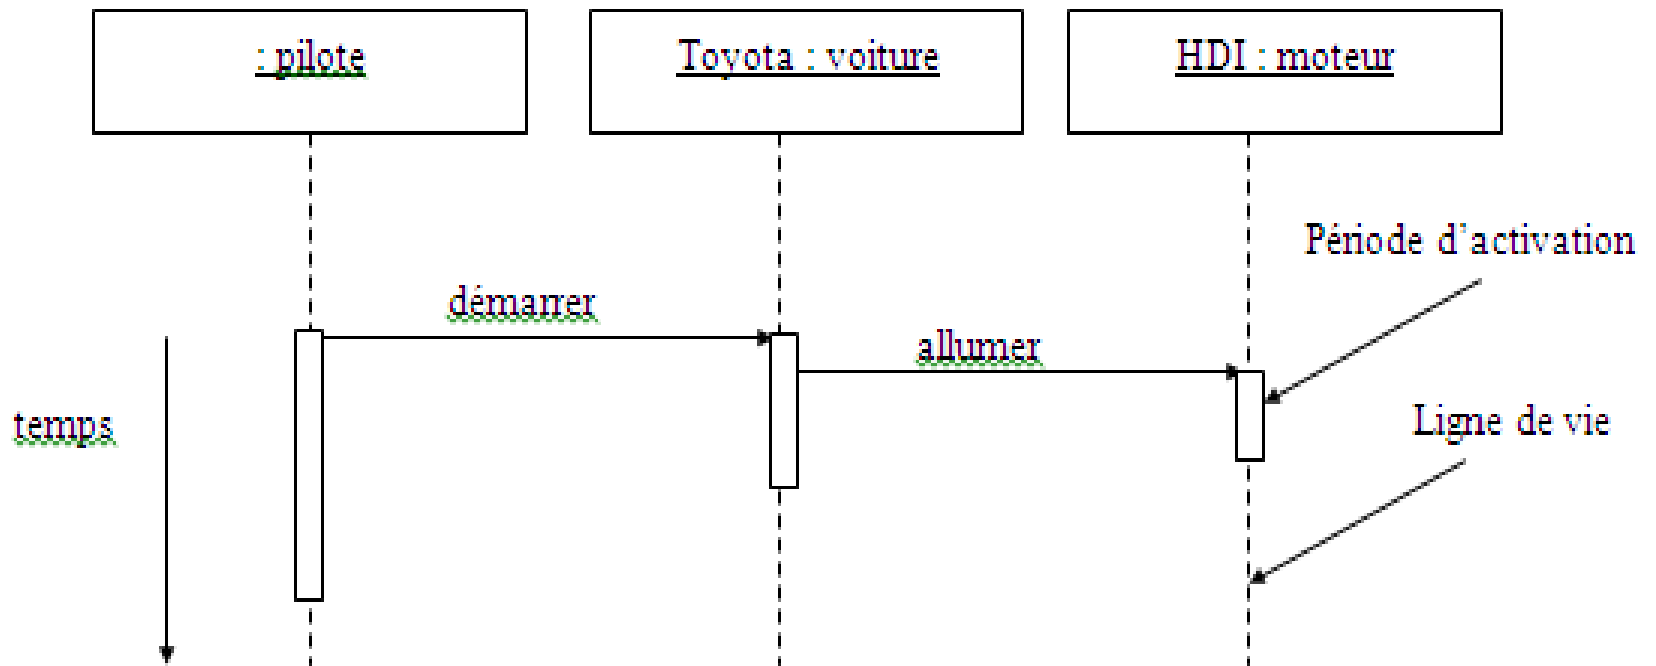 : pilote
Toyota : voiture
HDI : moteur
Période d'activation
démarrer
allumer
temps
Ligne de vie